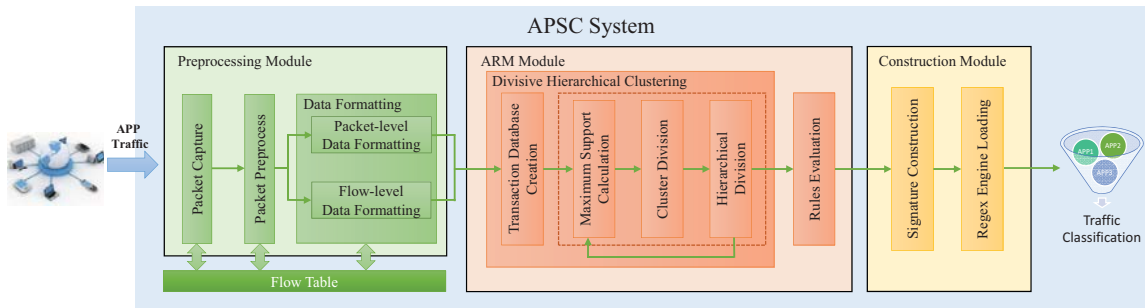 APSC System
APP
Traffic
Preprocessing Module
Packet Capture
Packet Preprocess
Data Formatting
Packet-level
Data Formatting
Flow-level
Data Formatting
Flow Table
ARM Module
Divisive Hierarchical Clustering
Transaction Database
Creation
Maximum Support
Calculation
Cluster Division
Hierarchical
Division
Rules Evaluation
Construction Module
Signature Construction
Regex Engine Loading
APP1
APP2
APP3
Traffic
Classification